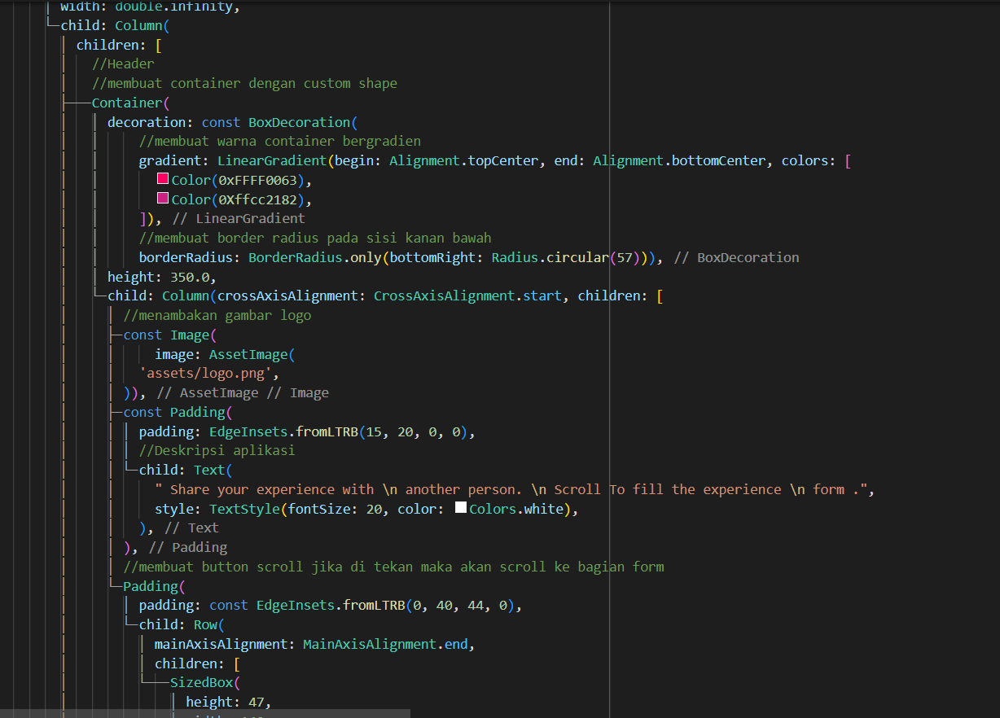 width: double.infinity,
child: Column(
children: [
//Header
//membuat container dengan custom shape
Container(
decoration: const BoxDecoration(
//membuat warna container bergradien
gradient: LinearGradient(begin: Alignment.topCenter, end: Alignment.bottomCenter, colors: [
Color(0xFFFF0063),
Color(0Xffcc2182),
]), // LinearGradient
//membuat border radius pada sisi kanan bawah
borderRadius: BorderRadius.only(bottomRight: Radius.circular(57))), // BoxDecoration
height: 350.0,
child: Column(crossAxisAlignment: CrossAxisAlignment.start, children: [
//menambakan gambar logo
const Image(
image: AssetImage(
'assets/logo.png',
)), // AssetImage // Image
const Padding(
padding: EdgeInsets.fromLTRB(15, 20, 0, 0),
//Deskripsi aplikasi
child: Text(
" Share your experience with \n another person. \n Scroll To fill the experience \n form .",
style: TextStyle(fontSize: 20, color: Colors.white),
), // Text
), // Padding
//membuat button scroll jika di tekan maka akan scroll ke bagian form
Padding(
padding: const EdgeInsets.fromLTRB(0, 40, 44, 0),
child: Row(
mainAxisAlignment: MainAxisAlignment.end,
children: [
SizedBox(
height: 47,